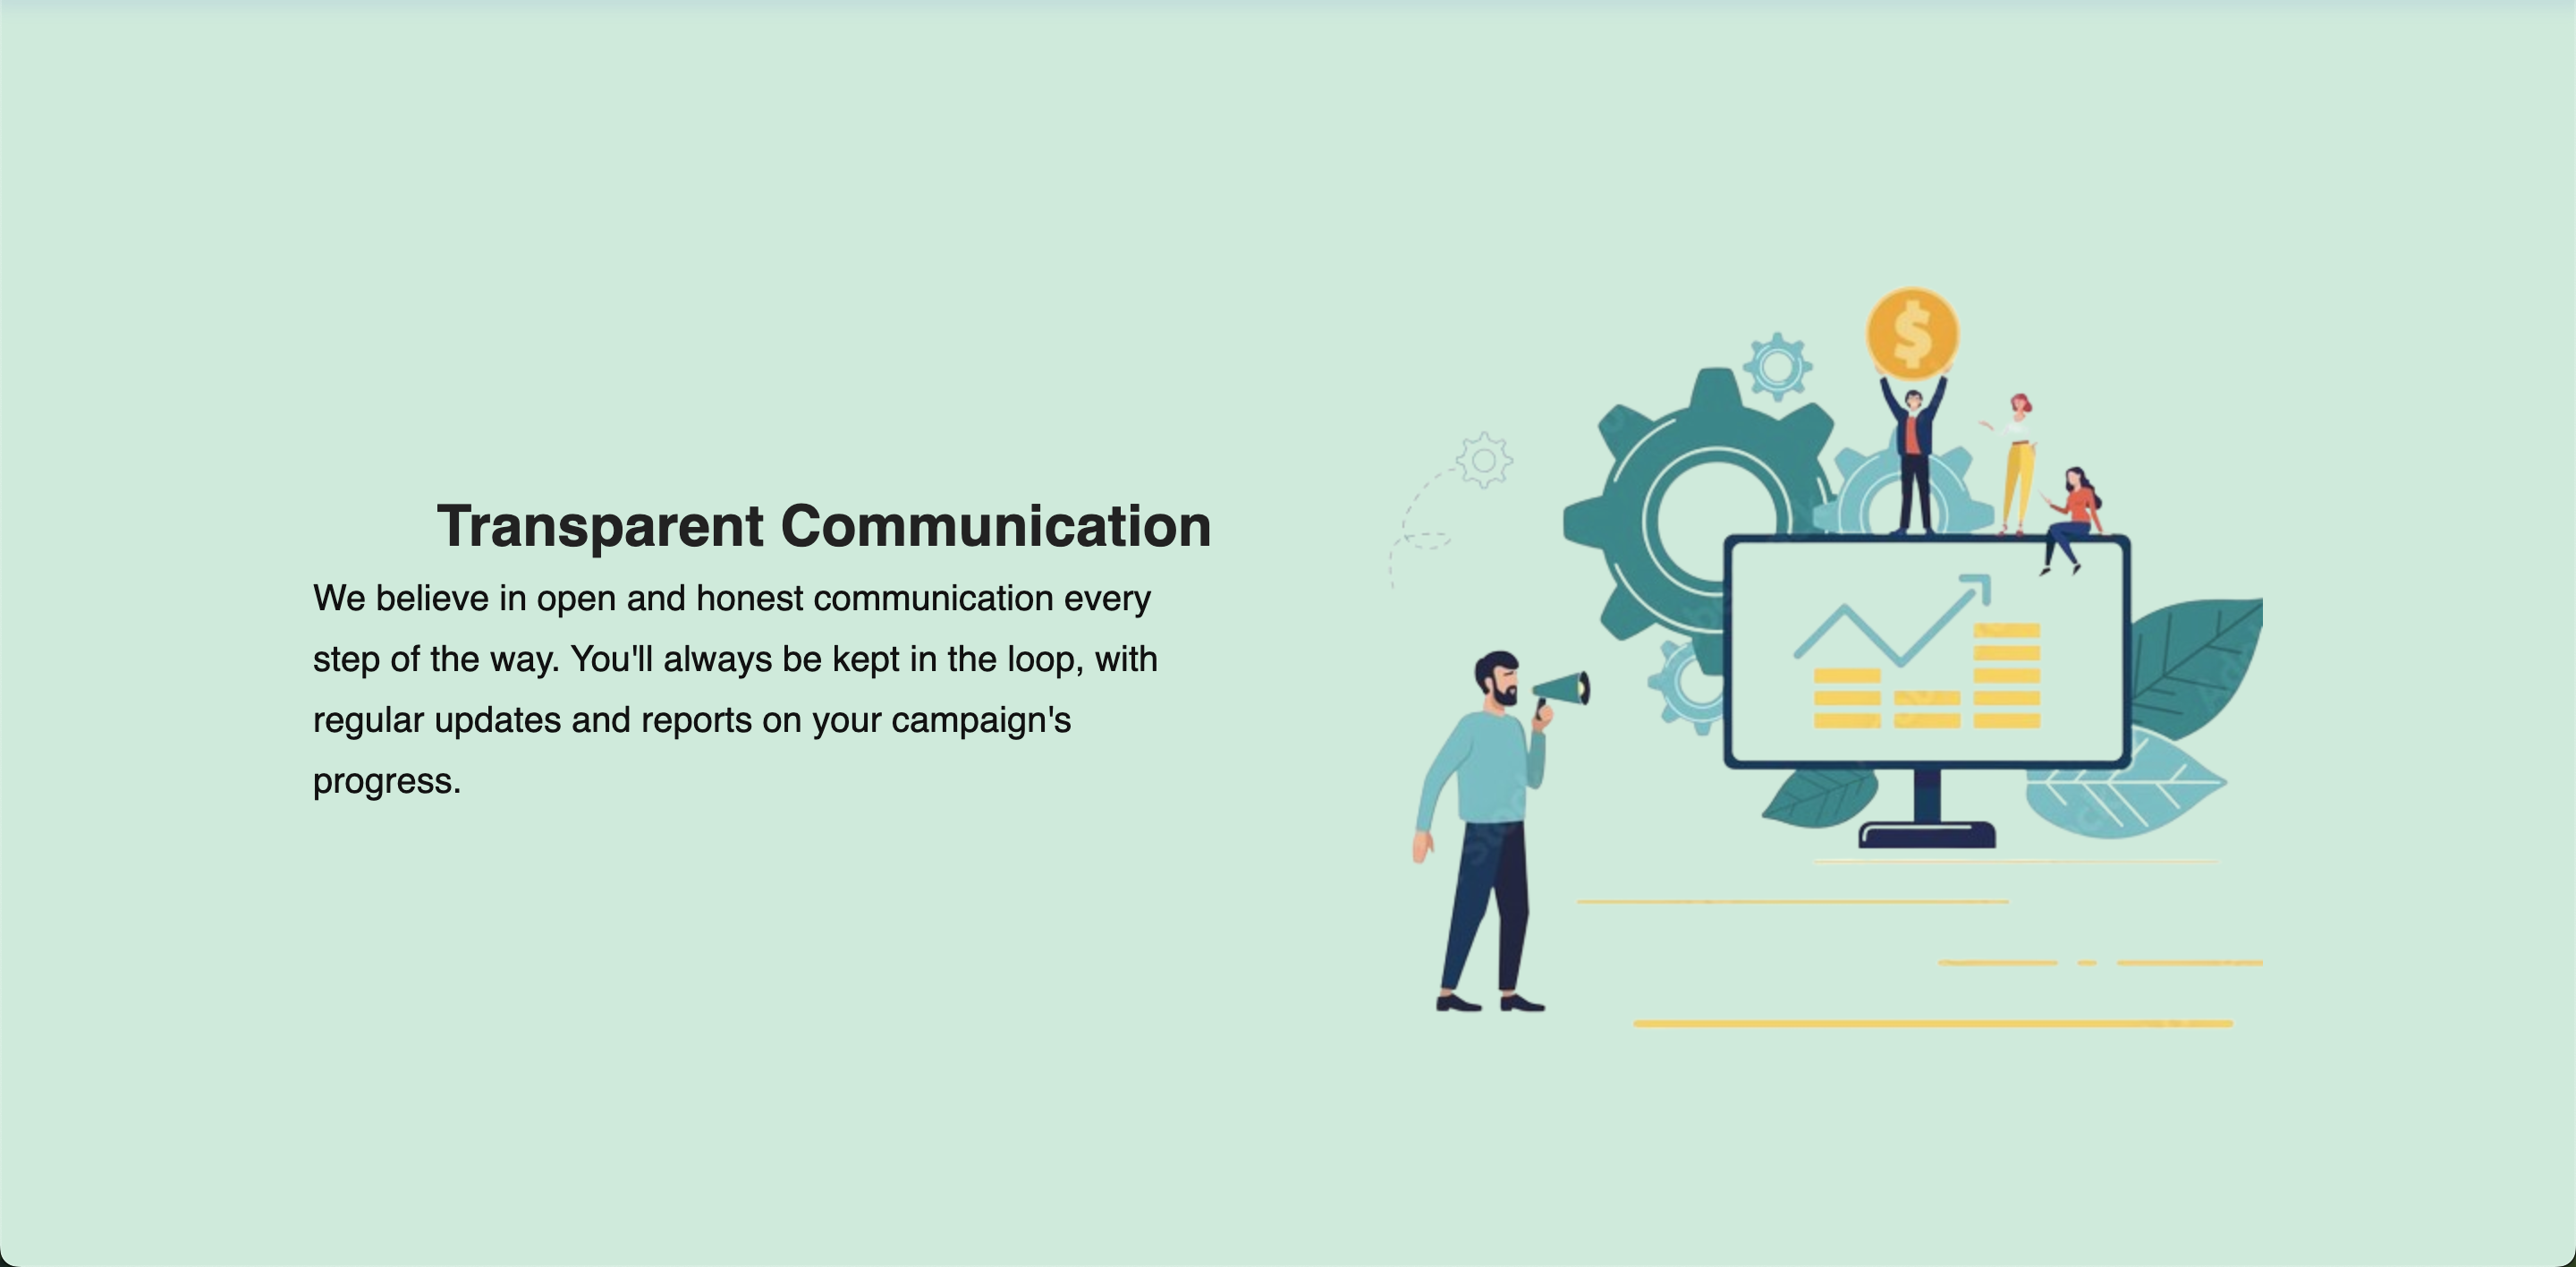 Transparent Communication
We believe in open and honest communication every
step of the way. You'll always be kept in the loop, with
regular updates and reports on your campaign's
progress.
$